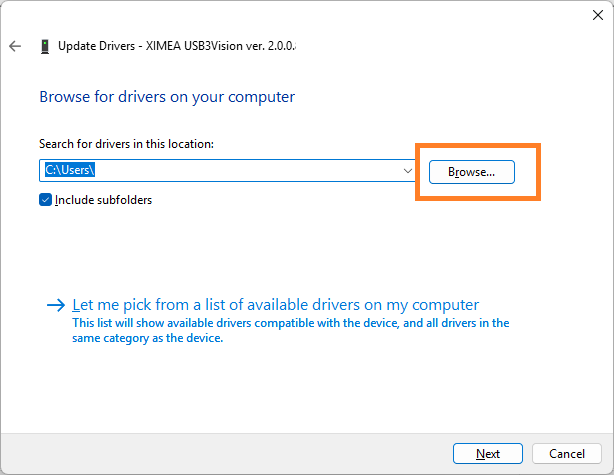 Update Drivers - XIMEA USB3Vision ver. 2.0.0.
Browse for drivers on your computer
Search for drivers in this location:
C:\Users\
Browse...
Include subfolders
Let me pick from a list of available drivers on my computer
This list will show available drivers compatible with the device, and all drivers in the
same category as the device.
Next
Cancel